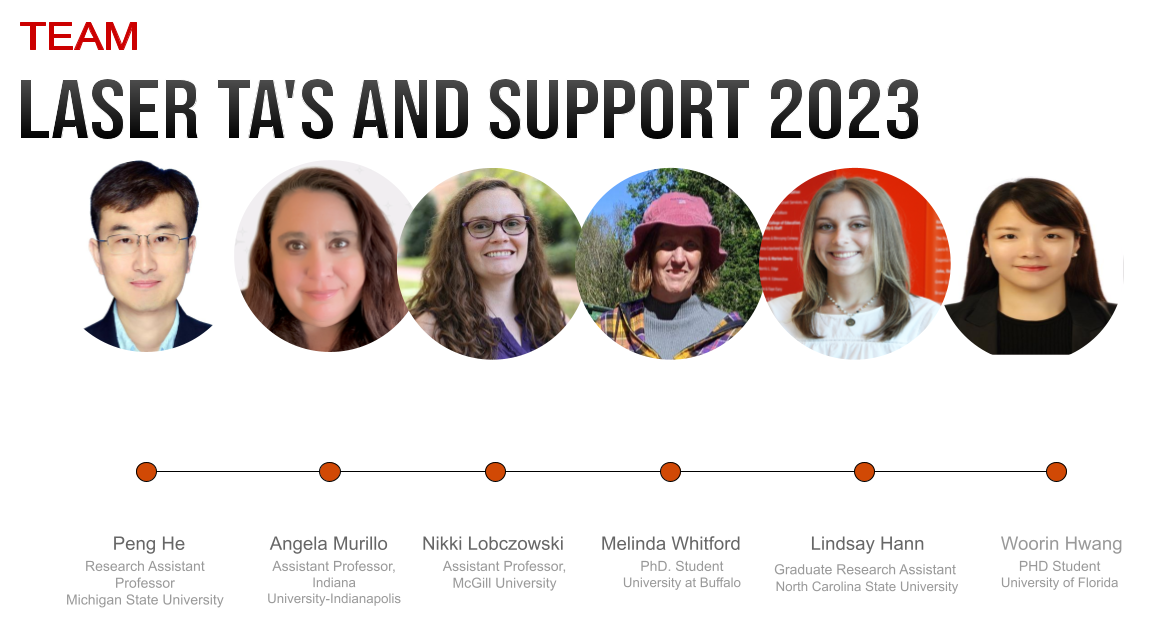 TEAM
LASER TA'S AND SUPPORT 2023
Peng He
Research Assistant
Professor
Michigan State University
Angela Murillo
Assistant Professor,
Indiana
University-Indianapolis
Nikki Lobczowski
Assistant Professor,
McGill University
Melinda Whitford
PhD. Student
University at Buffalo
Lindsay Hann
Graduate Research Assistant
North Carolina State University
Woorin Hwang
PHD Student
University of Florida